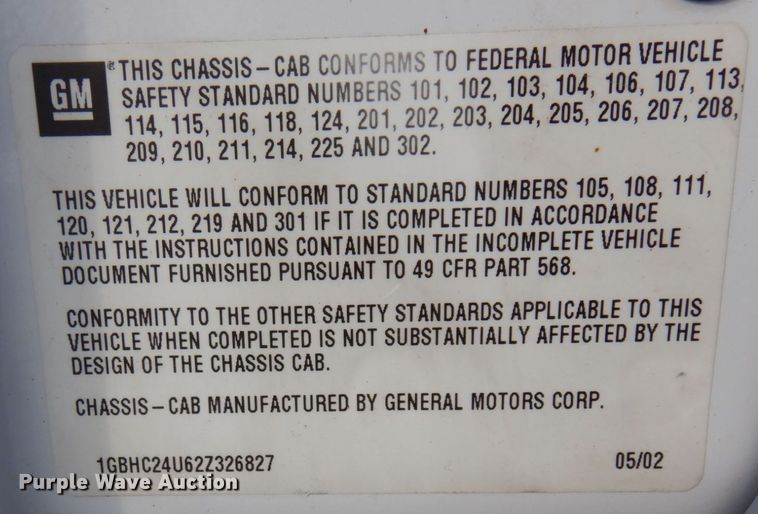 GM® THIS CHASSIS-CAB CONFORMS TO FEDERAL MOTOR VEHICLE
SAFETY STANDARD NUMBERS 101, 102, 103, 104, 106, 107, 113,
114, 115, 116, 118, 124, 201, 202, 203, 204, 205, 206, 207, 208,
209, 210, 211, 214, 225 AND 302.
THIS VEHICLE WILL CONFORM TO STANDARD NUMBERS 105, 108, 111,
120, 121, 212, 219 AND 301 IF IT IS COMPLETED IN ACCORDANCE
WITH THE INSTRUCTIONS CONTAINED IN THE INCOMPLETE VEHICLE
DOCUMENT FURNISHED PURSUANT TO 49 CFR PART 568.
CONFORMITY TO THE OTHER SAFETY STANDARDS APPLICABLE TO THIS
VEHICLE WHEN COMPLETED IS NOT SUBSTANTIALLY AFFECTED BY THE
DESIGN OF THE CHASSIS CAB.
CHASSIS-CAB MANUFACTURED BY GENERAL MOTORS CORP.
1GBHC24U62Z326827 05/02
Purple Wave Auction